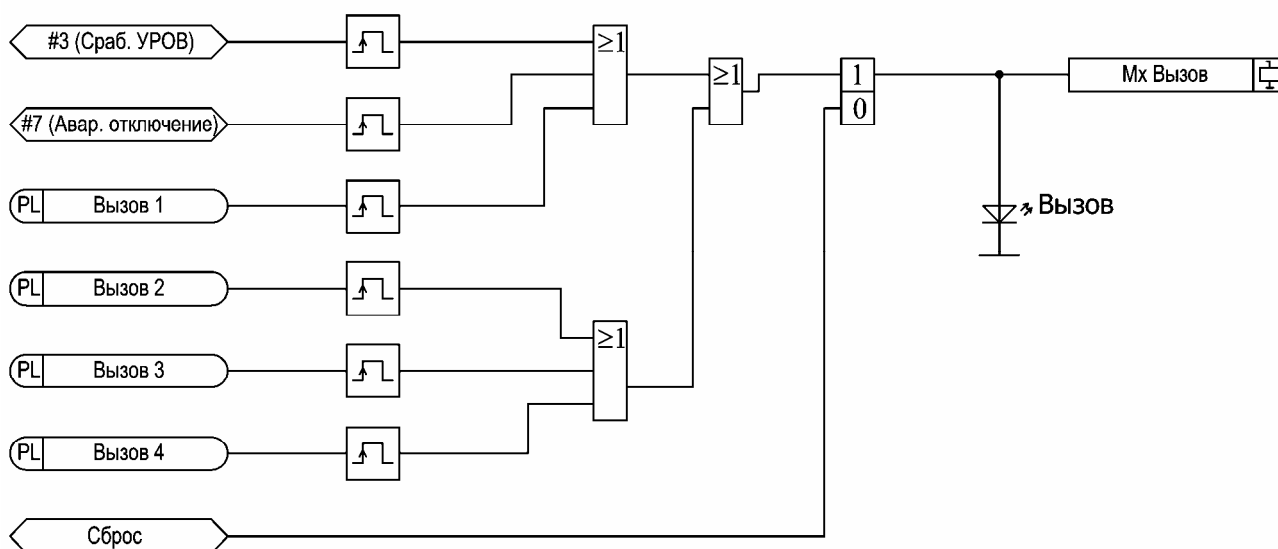 #3 (Сраб. УРОВ)
≥1
≥1
1
Мх Вызов
0
#7 (Авар. отключение)
PL Вызов 1
Вызов
PL Вызов 2
≥1
PL Вызов 3
PL Вызов 4
Сброс